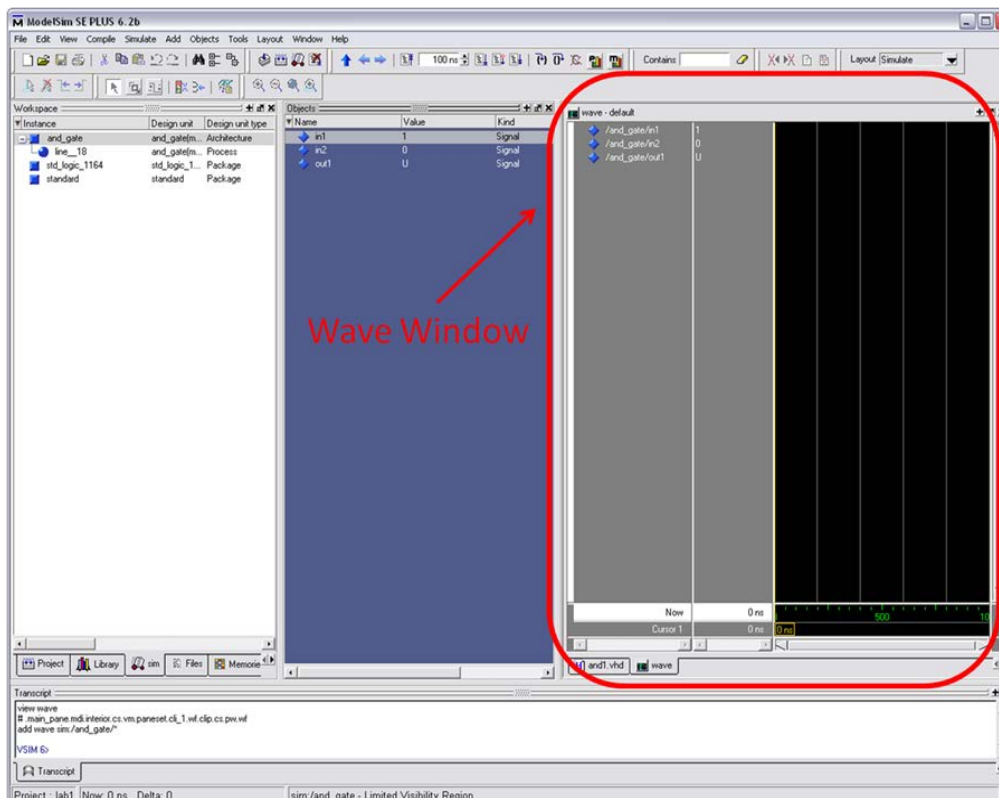 ModelSim SE PLUS 6.2b
File Edit View Compile Simulate Add Objects Tools Layout Window Help
100 ns
Contains
Layout Simulate
Workspace
Instance Design unit Design unit type
and_gate and_gate(m... Architecture
line__18 and_gate(m... Process
std_logic_1164 std_logic_1... Package
standard standard Package
Project Library sim Files Memorie
Objects
Name Value Kind
in1 1 Signal
in2 0 Signal
out1 U Signal
Wave Window
wave - default
/and_gate/in1 1
/and_gate/in2 0
/and_gate/out1 U
Now 0 ns
500 10
Cursor 1 0 ns 0 ns
and1.vhd wave
Transcript
view wave
# .main_pane.mdi.interior.cs.vm.paneset.cli_1.wf.clip.cs.pw.wf
add wave sim:/and_gate/*
VSIM 6>
Transcript
Project : lab1 Now: 0 ns Delta: 0 sim:/and_gate - Limited Visibility Region